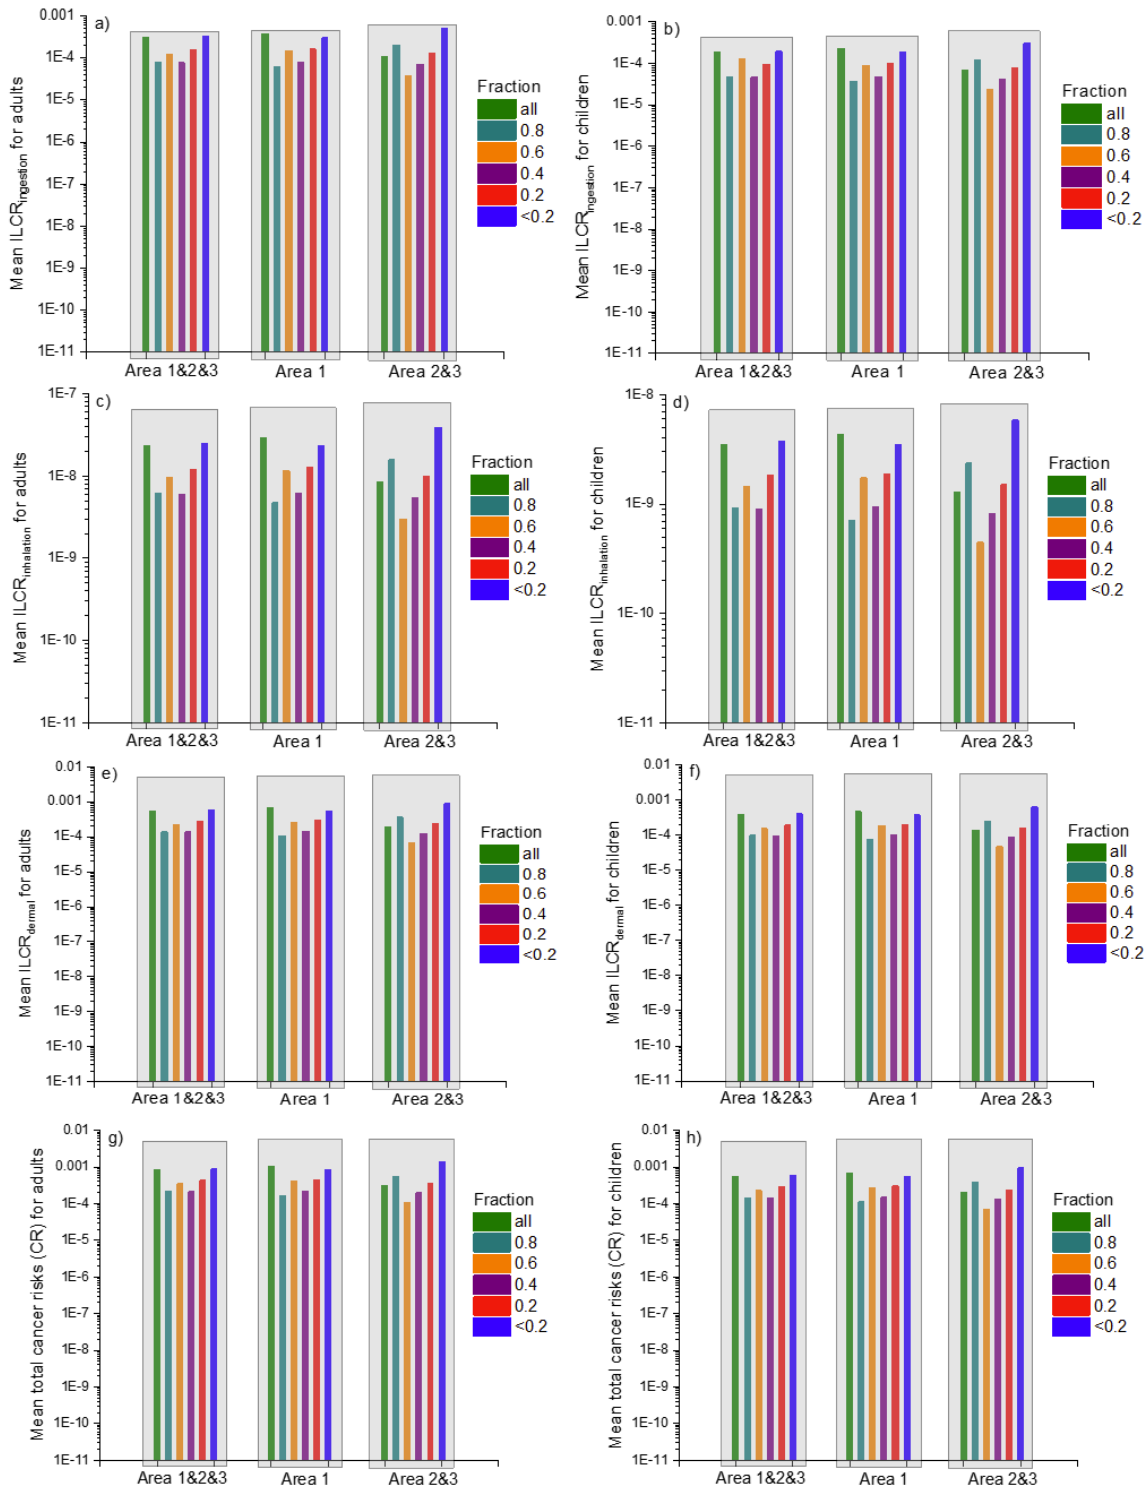 a)
Mean ILCRingestion for adults
0.001
1E-4
1E-5
1E-6
1E-7
1E-8
1E-9
1E-10
1E-11
Area 1&2&3
Area 1
Area 2&3
Fraction
all
0.8
0.6
0.4
0.2
<0.2
b)
Mean ILCRingestion for children
0.001
1E-4
1E-5
1E-6
1E-7
1E-8
1E-9
1E-10
1E-11
Area 1&2&3
Area 1
Area 2&3
Fraction
all
0.8
0.6
0.4
0.2
<0.2
c)
Mean ILCRinhalation for adults
1E-7
1E-8
1E-9
1E-10
1E-11
Area 1&2&3
Area 1
Area 2&3
Fraction
all
0.8
0.6
0.4
0.2
<0.2
d)
Mean ILCRinhalation for children
1E-8
1E-9
1E-10
1E-11
Area 1&2&3
Area 1
Area 2&3
Fraction
all
0.8
0.6
0.4
0.2
<0.2
e)
Mean ILCRdermal for adults
0.01
0.001
1E-4
1E-5
1E-6
1E-7
1E-8
1E-9
1E-10
1E-11
Area 1&2&3
Area 1
Area 2&3
Fraction
all
0.8
0.6
0.4
0.2
<0.2
f)
Mean ILCRdermal for children
0.01
0.001
1E-4
1E-5
1E-6
1E-7
1E-8
1E-9
1E-10
1E-11
Area 1&2&3
Area 1
Area 2&3
Fraction
all
0.8
0.6
0.4
0.2
<0.2
g)
Mean total cancer risks (CR) for adults
0.01
0.001
1E-4
1E-5
1E-6
1E-7
1E-8
1E-9
1E-10
1E-11
Area 1&2&3
Area 1
Area 2&3
Fraction
all
0.8
0.6
0.4
0.2
<0.2
h)
Mean total cancer risks (CR) for children
0.01
0.001
1E-4
1E-5
1E-6
1E-7
1E-8
1E-9
1E-10
1E-11
Area 1&2&3
Area 1
Area 2&3
Fraction
all
0.8
0.6
0.4
0.2
<0.2